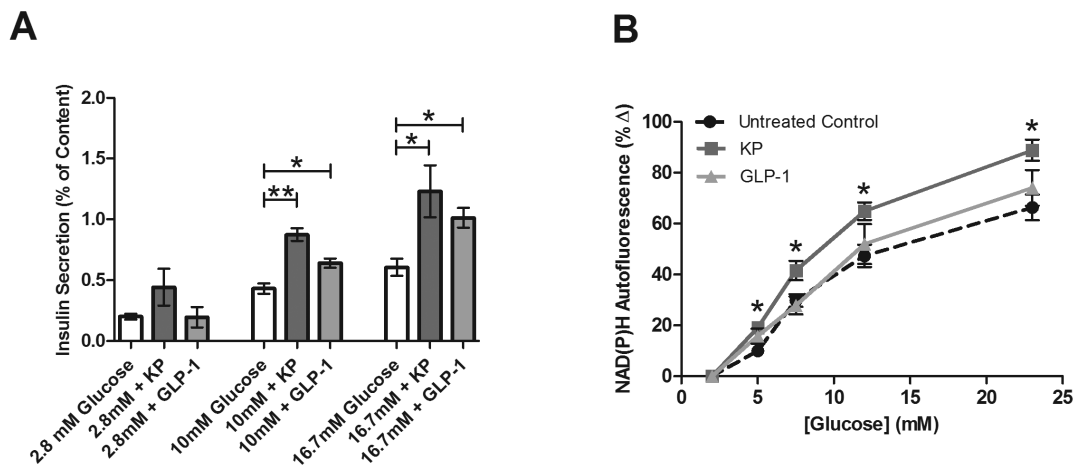 A
Insulin Secretion (% of Content)
2.0
1.5
1.0
0.5
0.0
*
**
*
*
*
2.8 mM Glucose
2.8mM + KP
2.8mM + GLP-1
10mM Glucose
10mM + KP
10mM + GLP-1
16.7mM Glucose
16.7mM + KP
16.7mM + GLP-1
B
NAD(P)H Autofluorescence (% Δ)
100
80
60
40
20
0
Untreated Control
KP
GLP-1
*
*
*
*
0 5 10 15 20 25
[Glucose] (mM)